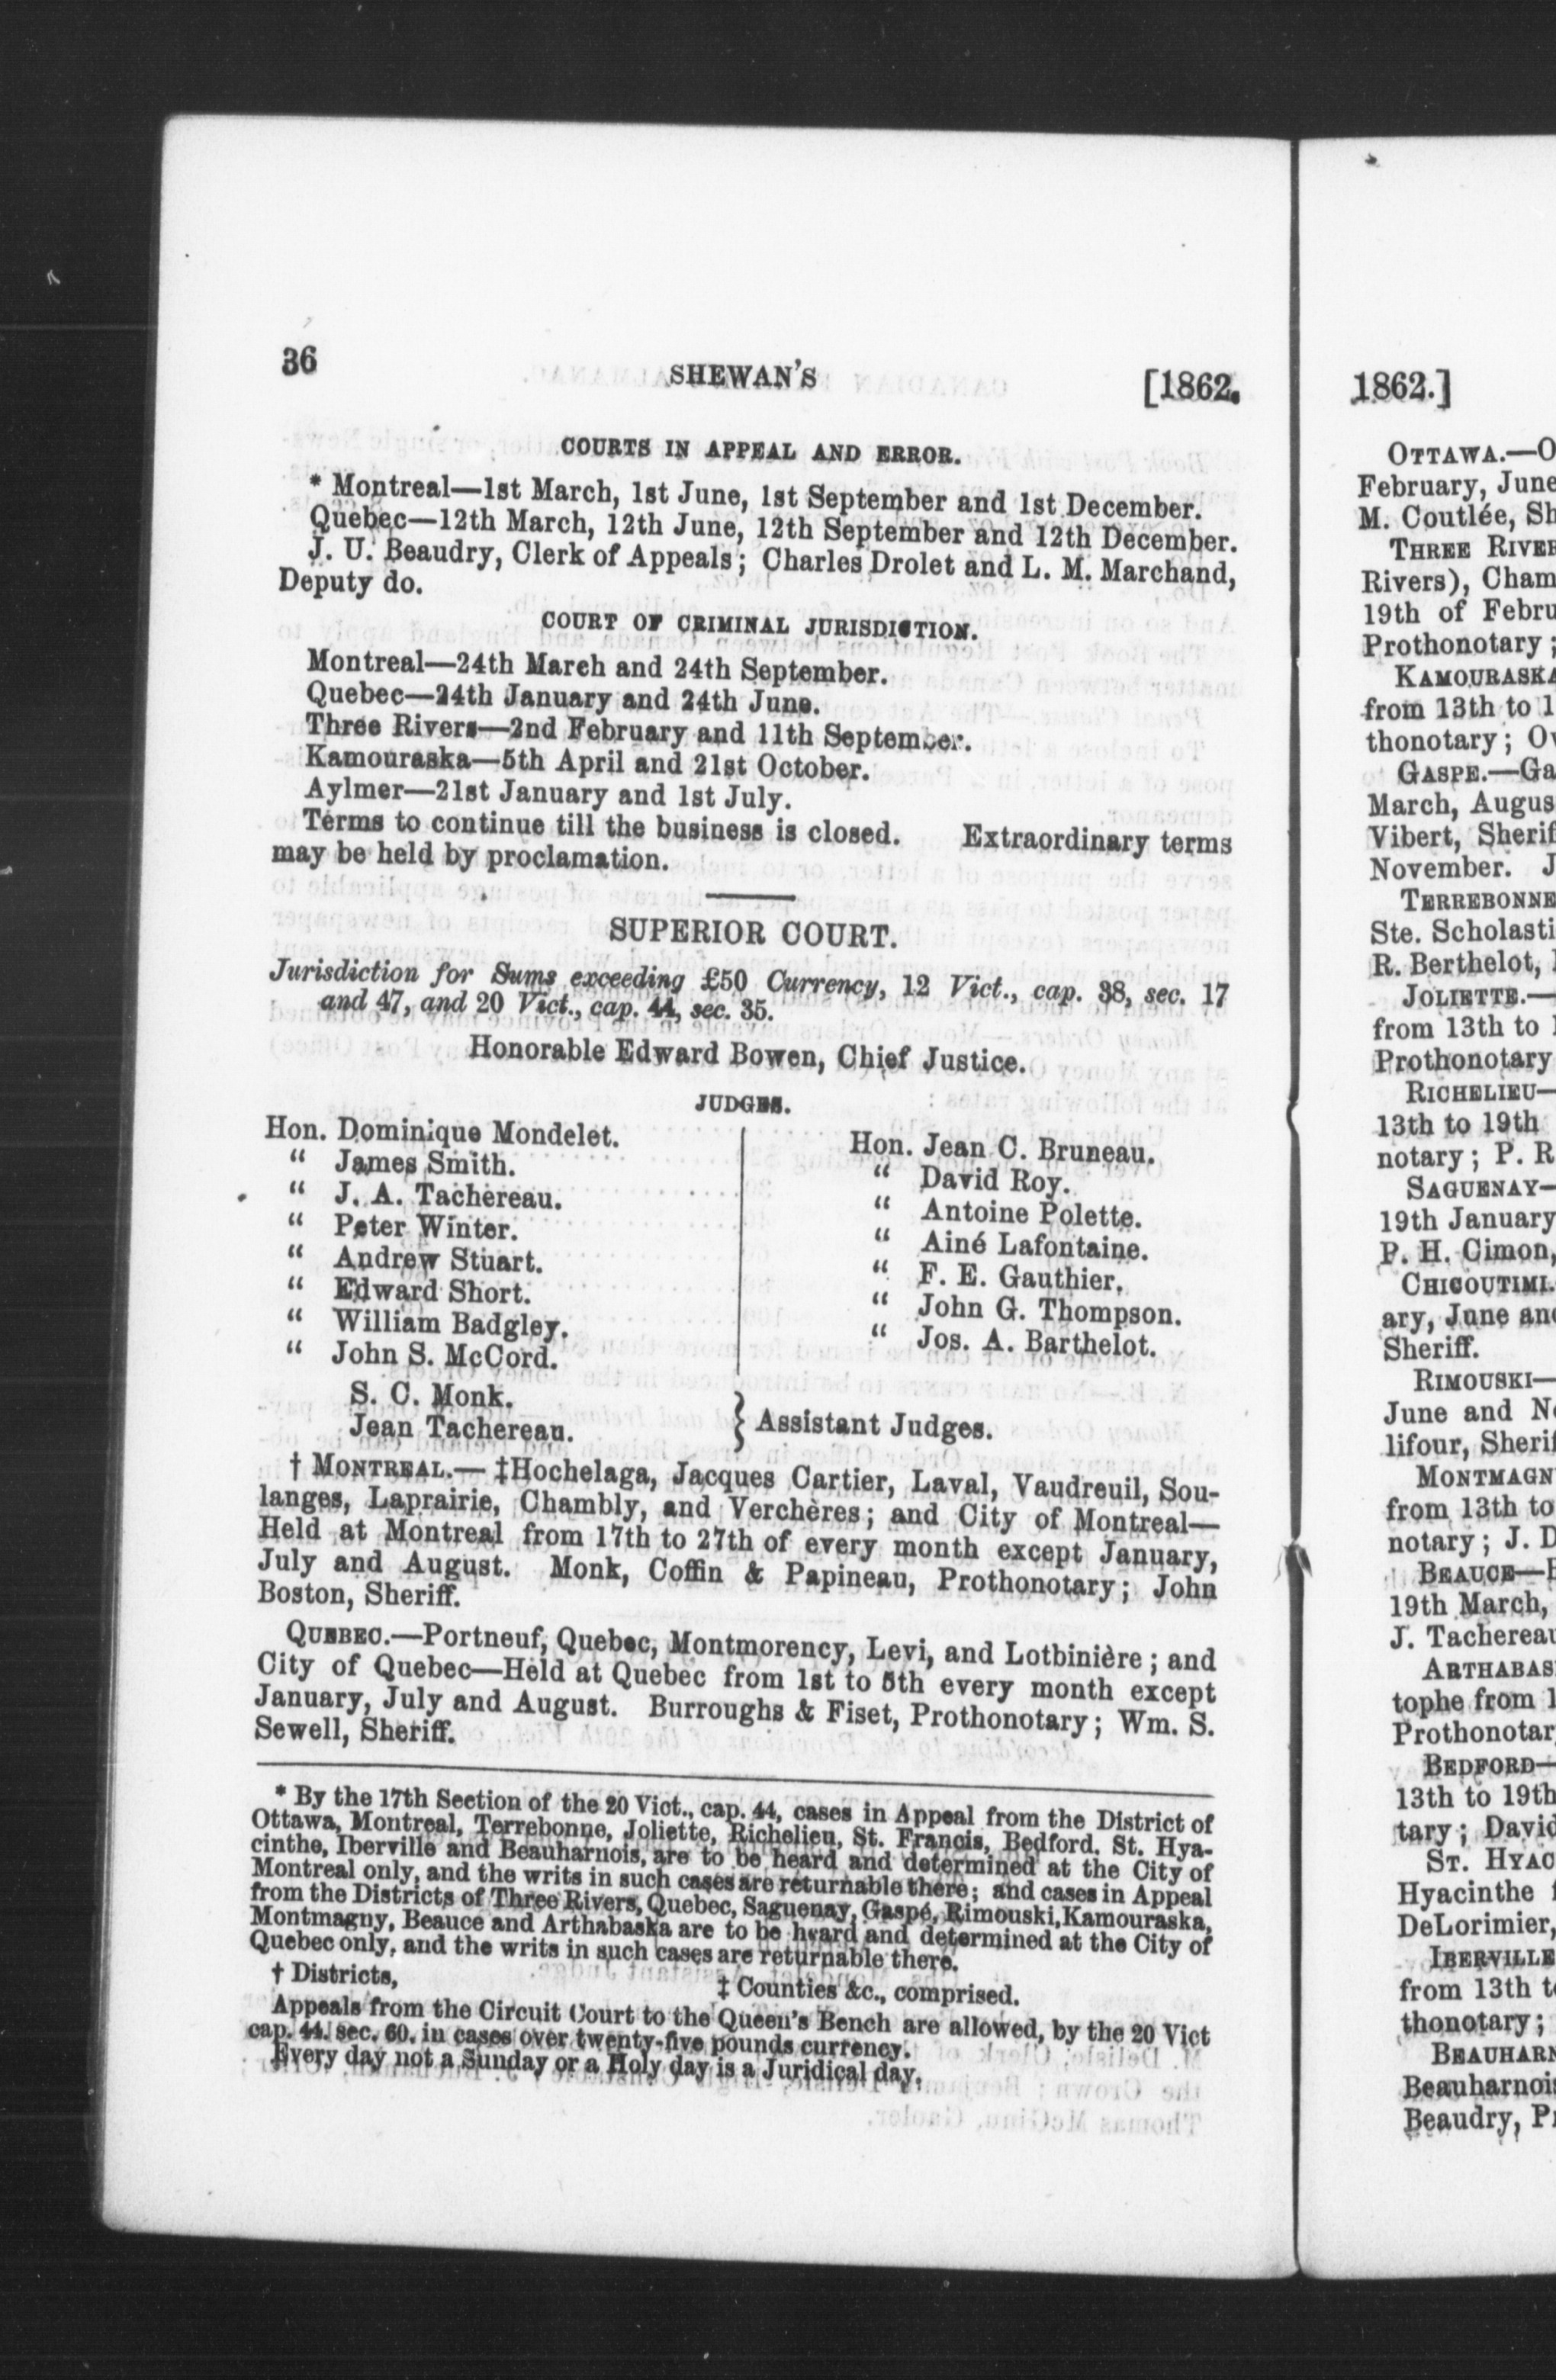 36
SHEWAN'S
[1862.
COURTS IN APPEAL AND ERROR.
* Montreal—1st March, 1st June, 1st September and 1st December.
Quebec—12th March, 12th June, 12th September and 12th December.
J. U. Beaudry, Clerk of Appeals; Charles Drolet and L. M. Marchand,
Deputy do.
COURT OF CRIMINAL JURISDICTION.
Montreal—24th March and 24th September.
Quebec—24th January and 24th June.
Three Rivers—2nd February and 11th September.
Kamouraska—5th April and 21st October.
Aylmer—21st January and 1st July.
Terms to continue till the business is closed. Extraordinary terms
may be held by proclamation.
SUPERIOR COURT.
Jurisdiction for Sums exceeding £50 Currency, 12 Vict., cap. 38, sec. 17
and 47, and 20 Vict., cap. 44, sec. 35.
Honorable Edward Bowen, Chief Justice.
JUDGES.
Hon. Dominique Mondelet.
" James Smith.
" J. A. Tachereau.
" Peter Winter.
" Andrew Stuart.
" Edward Short.
" William Badgley.
" John S. McCord.
Hon. Jean C. Bruneau.
" David Roy.
" Antoine Polette.
" Ainé Lafontaine.
" F. E. Gauthier.
" John G. Thompson.
" Jos. A. Barthelot.
S. C. Monk.
Jean Tachereau.
} Assistant Judges.
† MONTREAL.— ‡Hochelaga, Jacques Cartier, Laval, Vaudreuil, Sou-
langes, Laprairie, Chambly, and Verchères; and City of Montreal—
Held at Montreal from 17th to 27th of every month except January,
July and August. Monk, Coffin & Papineau, Prothonotary; John
Boston, Sheriff.
QUEBEC.—Portneuf, Quebec, Montmorency, Levi, and Lotbinière; and
City of Quebec—Held at Quebec from 1st to 5th every month except
January, July and August. Burroughs & Fiset, Prothonotary; Wm. S.
Sewell, Sheriff.
* By the 17th Section of the 20 Vict., cap. 44, cases in Appeal from the District of
Ottawa, Montreal, Terrebonne, Joliette, Richelieu, St. Francis, Bedford. St. Hya-
cinthe, Iberville and Beauharnois, are to be heard and determined at the City of
Montreal only, and the writs in such cases are returnable there; and cases in Appeal
from the Districts of Three Rivers, Quebec, Saguenay, Gaspé, Rimouski, Kamouraska,
Montmagny, Beauce and Arthabaska are to be heard and determined at the City of
Quebec only, and the writs in such cases are returnable there.
† Districts,
‡ Counties &c., comprised.
Appeals from the Circuit Court to the Queen's Bench are allowed, by the 20 Vict
cap. 44. sec. 60. in cases over twenty-five pounds currency.
Every day not a Sunday or a Holy day is a Juridical day.
1862.]
OTTAWA.—
February, June
M. Coutlée,
THREE
Rivers),
19th of
Prothonotary;
from 13th to
thonotary;
GASPE.—
March,
Vibert,
November. J
TERREBONNE
Ste.
R. Berthelot,
JOLIETTE.—
from 13th to
Prothonotary
RICHELIEU—
13th to 19th
notary; P. R
SAGUENAY—
19th January
P. H. Cimon,
CHICOUTIMI.
ary, June
Sheriff.
RIMOUSKI—
June and
lifour,
from 13th to
notary; J. D
BEAUCE—
19th March,
J.
tophe from 1
BEDFORD—
13th to 19th
tary;
ST.
Hyacinthe
DeLorimier,
IBERVILLE
from 13th
thonotary;
Beaudry,